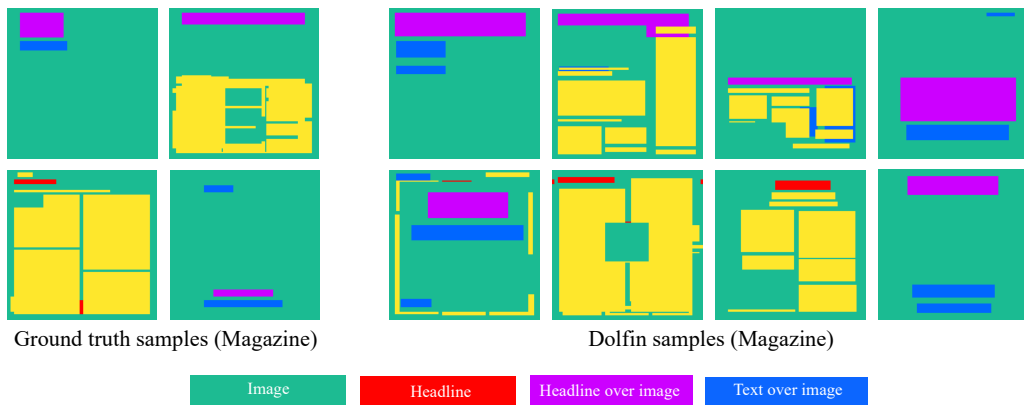 Ground truth samples (Magazine)
Dolfin samples (Magazine)
Image
Headline
Headline over image
Text over image